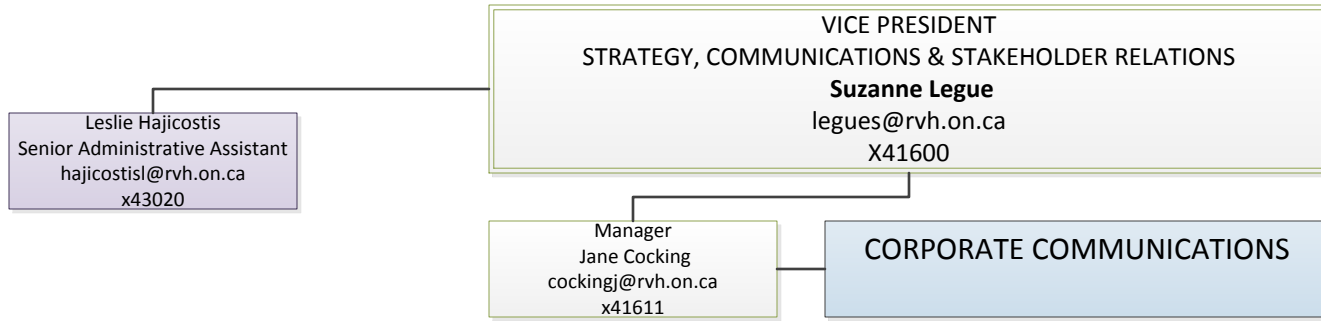 VICE PRESIDENT
STRATEGY, COMMUNICATIONS & STAKEHOLDER RELATIONS
Suzanne Legue
legues@rvh.on.ca
X41600
Leslie Hajicostis
Senior Administrative Assistant
hajicostisl@rvh.on.ca
x43020
Manager
Jane Cocking
cockingj@rvh.on.ca
x41611
CORPORATE COMMUNICATIONS